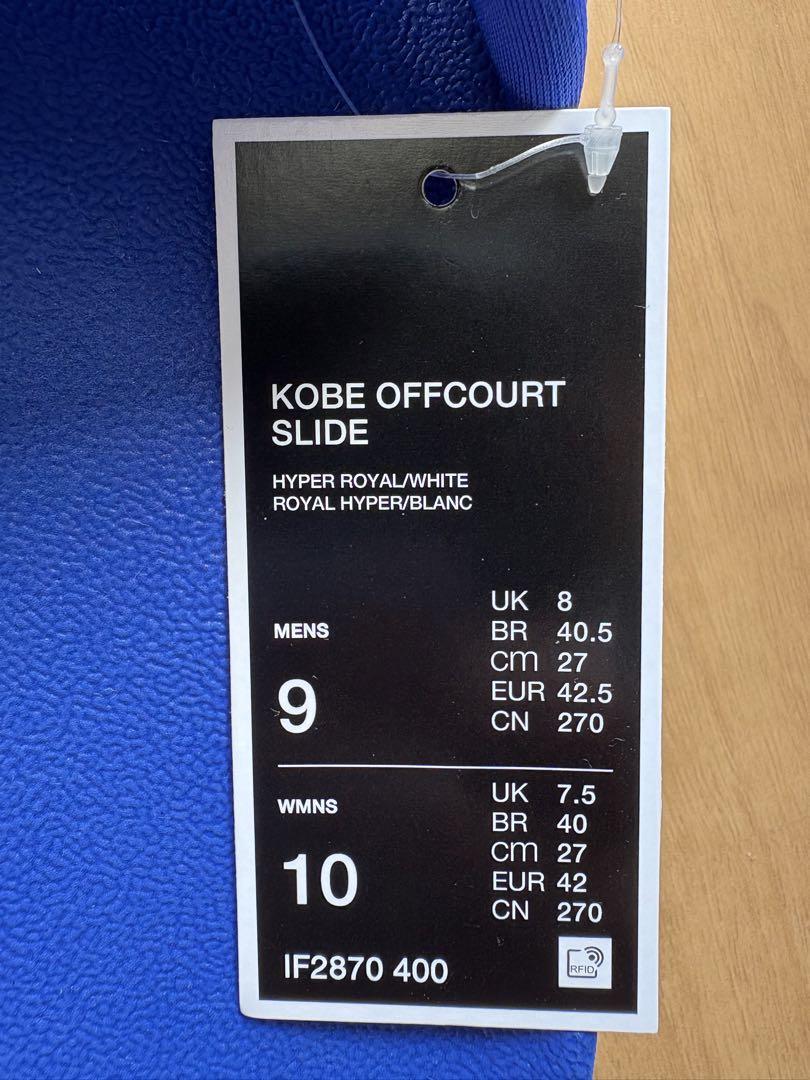 KOBE OFFCOURT
SLIDE
HYPER ROYAL/WHITE
ROYAL HYPER/BLANC
MENS
9
UK 8
BR 40.5
cm 27
EUR 42.5
CN 270
WMNS
10
UK 7.5
BR 40
cm 27
EUR 42
CN 270
IF2870 400
RFID